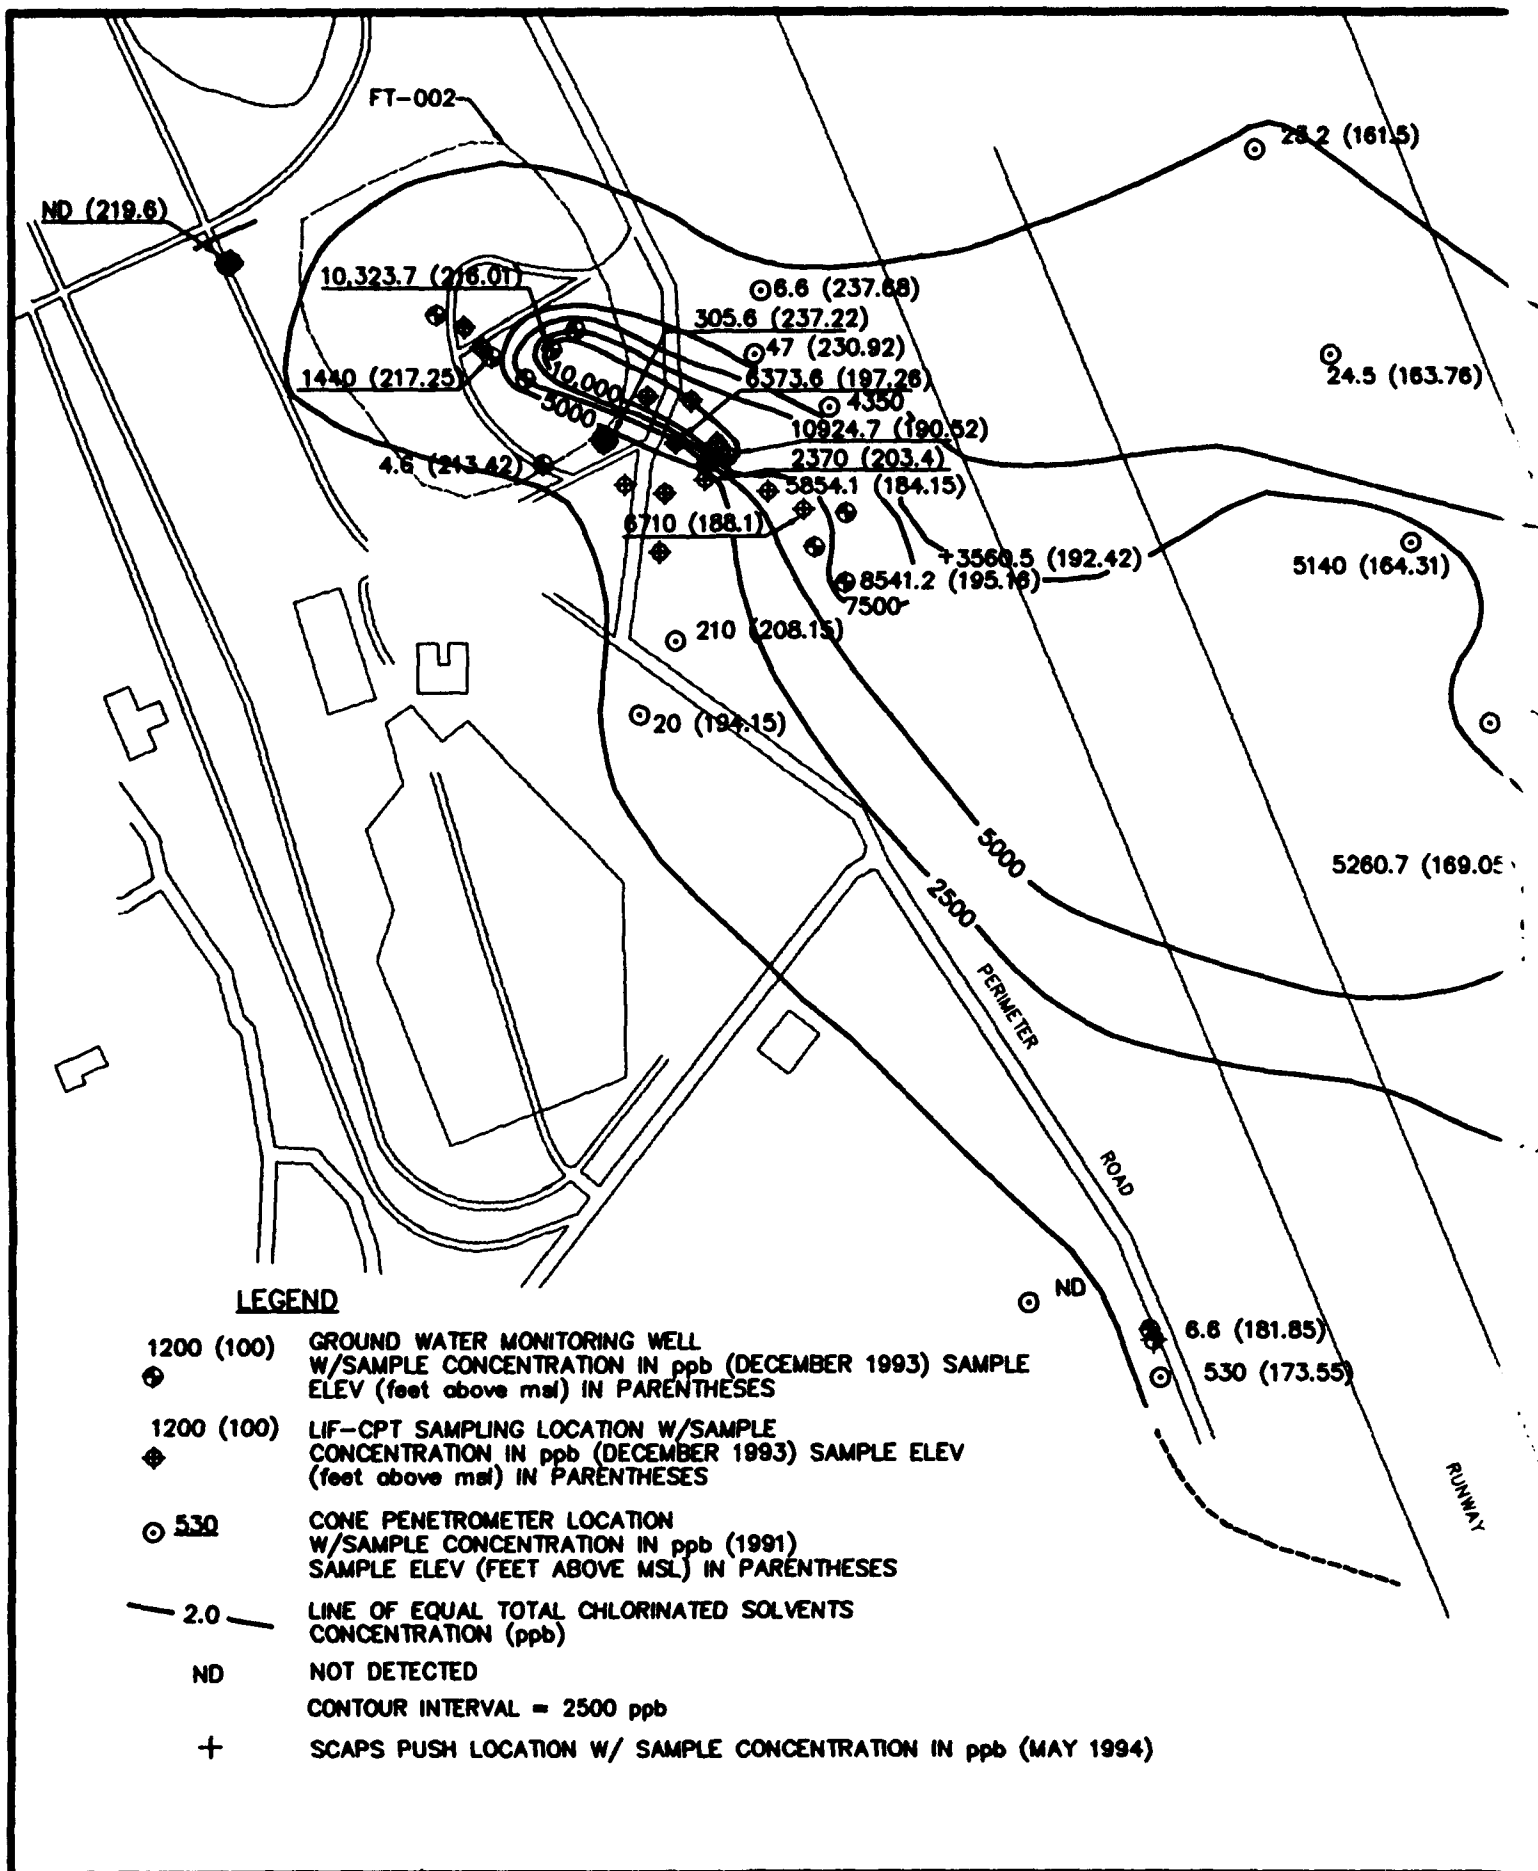 FT-002
28.2 (161.5)
ND (219.6)
10,323.7 (216.01)
6.6 (237.68)
305.6 (237.22)
47 (230.92)
1440 (217.25)
10,000
6373.6 (197.26)
24.5 (163.76)
5000
4350
10924.7 (190.52)
4.6 (213.42)
2370 (203.4)
5854.1 (184.15)
6710 (188.1)
+3560.5 (192.42)
5140 (164.31)
8541.2 (195.16)
7500
210 (208.15)
20 (194.15)
5000
5260.7 (169.05
2500
PERIMETER
ROAD
ND
6.6 (181.85)
530 (173.55)
RUNWAY
LEGEND
1200 (100) GROUND WATER MONITORING WELL
W/SAMPLE CONCENTRATION IN ppb (DECEMBER 1993) SAMPLE
ELEV (feet above msl) IN PARENTHESES
1200 (100) LIF-CPT SAMPLING LOCATION W/SAMPLE
CONCENTRATION IN ppb (DECEMBER 1993) SAMPLE ELEV
(feet above msl) IN PARENTHESES
530 CONE PENETROMETER LOCATION
W/SAMPLE CONCENTRATION IN ppb (1991)
SAMPLE ELEV (FEET ABOVE MSL) IN PARENTHESES
2.0 LINE OF EQUAL TOTAL CHLORINATED SOLVENTS
CONCENTRATION (ppb)
ND NOT DETECTED
CONTOUR INTERVAL = 2500 ppb
+ SCAPS PUSH LOCATION W/ SAMPLE CONCENTRATION IN ppb (MAY 1994)